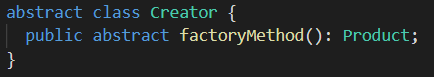 abstract class Creator {
  public abstract factoryMethod(): Product;
}